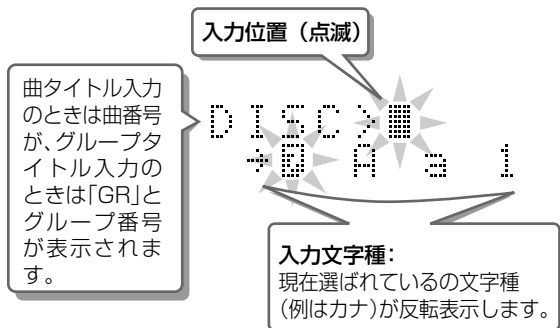 入力位置（点滅）
曲タイトル入力
のときは曲番号
が、グループタ
イトル入力の
ときは「GR」と
グループ番号
が表示されま
す。
DISC>
→ A a 1
入力文字種：
現在選ばれているの文字種
（例はカナ）が反転表示します。